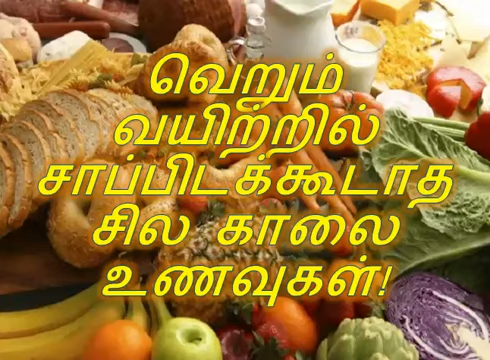 வெறும்
வயிற்றில்
சாப்பிடக்கூடாத
சில காலை
உணவுகள்!